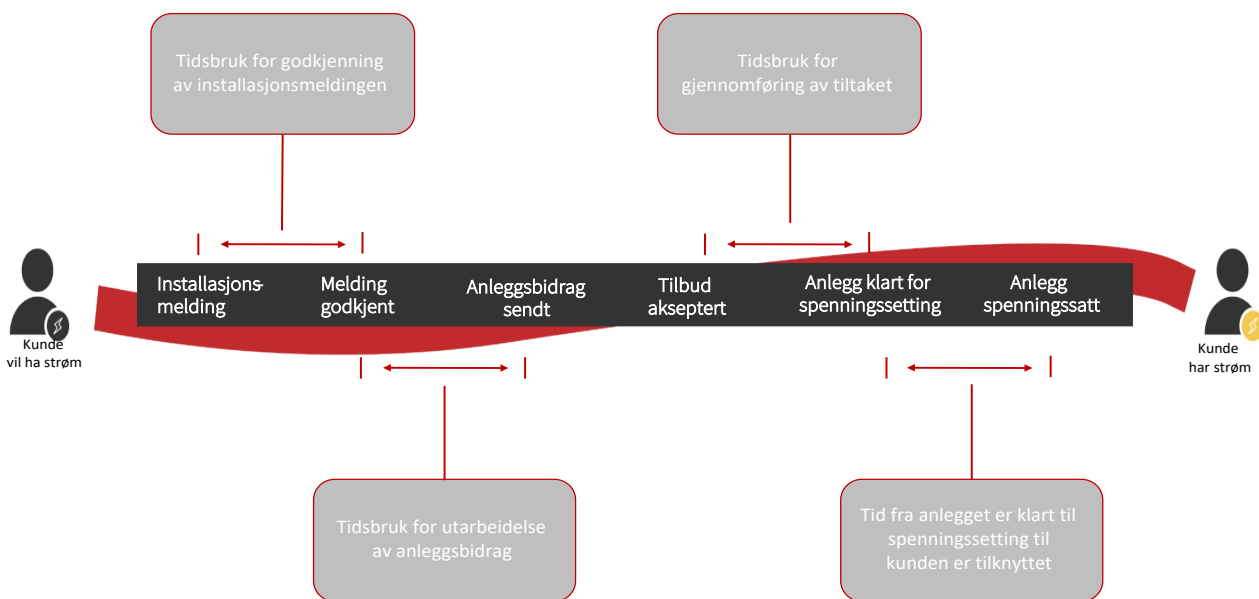 Tidsbruk for godkjenning
av installasjonsmeldingen
Tidsbruk for
gjennomføring av tiltaket
Kunde
vil ha strøm
Installasjons-
melding
Melding
godkjent
Anleggsbidrag
sendt
Tilbud
akseptert
Anlegg klart for
spenningssetting
Anlegg
spenningssatt
Kunde
har strøm
Tidsbruk for utarbeidelse
av anleggsbidrag
Tid fra anlegget er klart til
spenningssetting til
kunden er tilknyttet